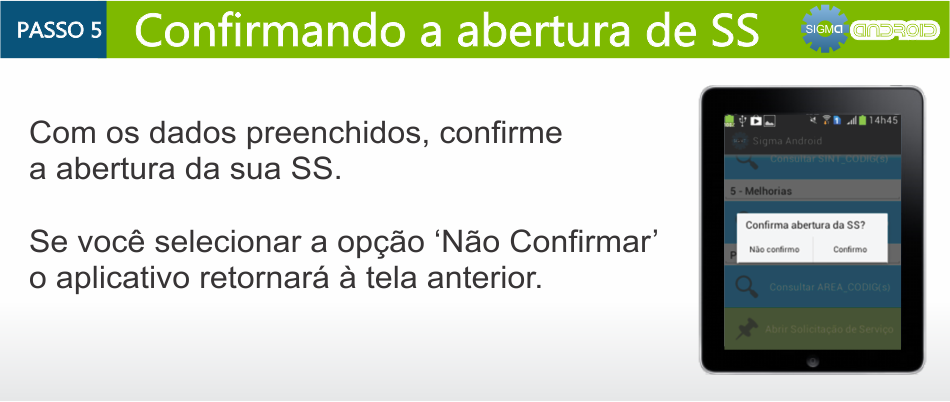 PASSO 5
Confirmando a abertura de SS
SIGMA ANDROID
Com os dados preenchidos, confirme
a abertura da sua SS.
Se você selecionar a opção ‘Não Confirmar’
o aplicativo retornará à tela anterior.
14h45
Sigma Android
Consultar SINT_CODIG(s)
5 - Melhorias
Confirma abertura da SS?
Não confirmo
Confirmo
P
Consultar AREA_CODIG(s)
Abrir Solicitação de Serviço